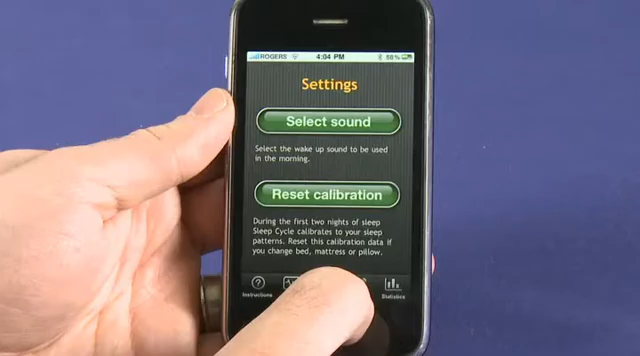 ROGERS 4:04 PM 58%
Settings
Select sound
Select the wake up sound to be used
in the morning.
Reset calibration
During the first two nights of sleep
Sleep Cycle calibrates to your sleep
patterns. Reset this calibration data if
you change bed, mattress or pillow.
Instructions Statistics